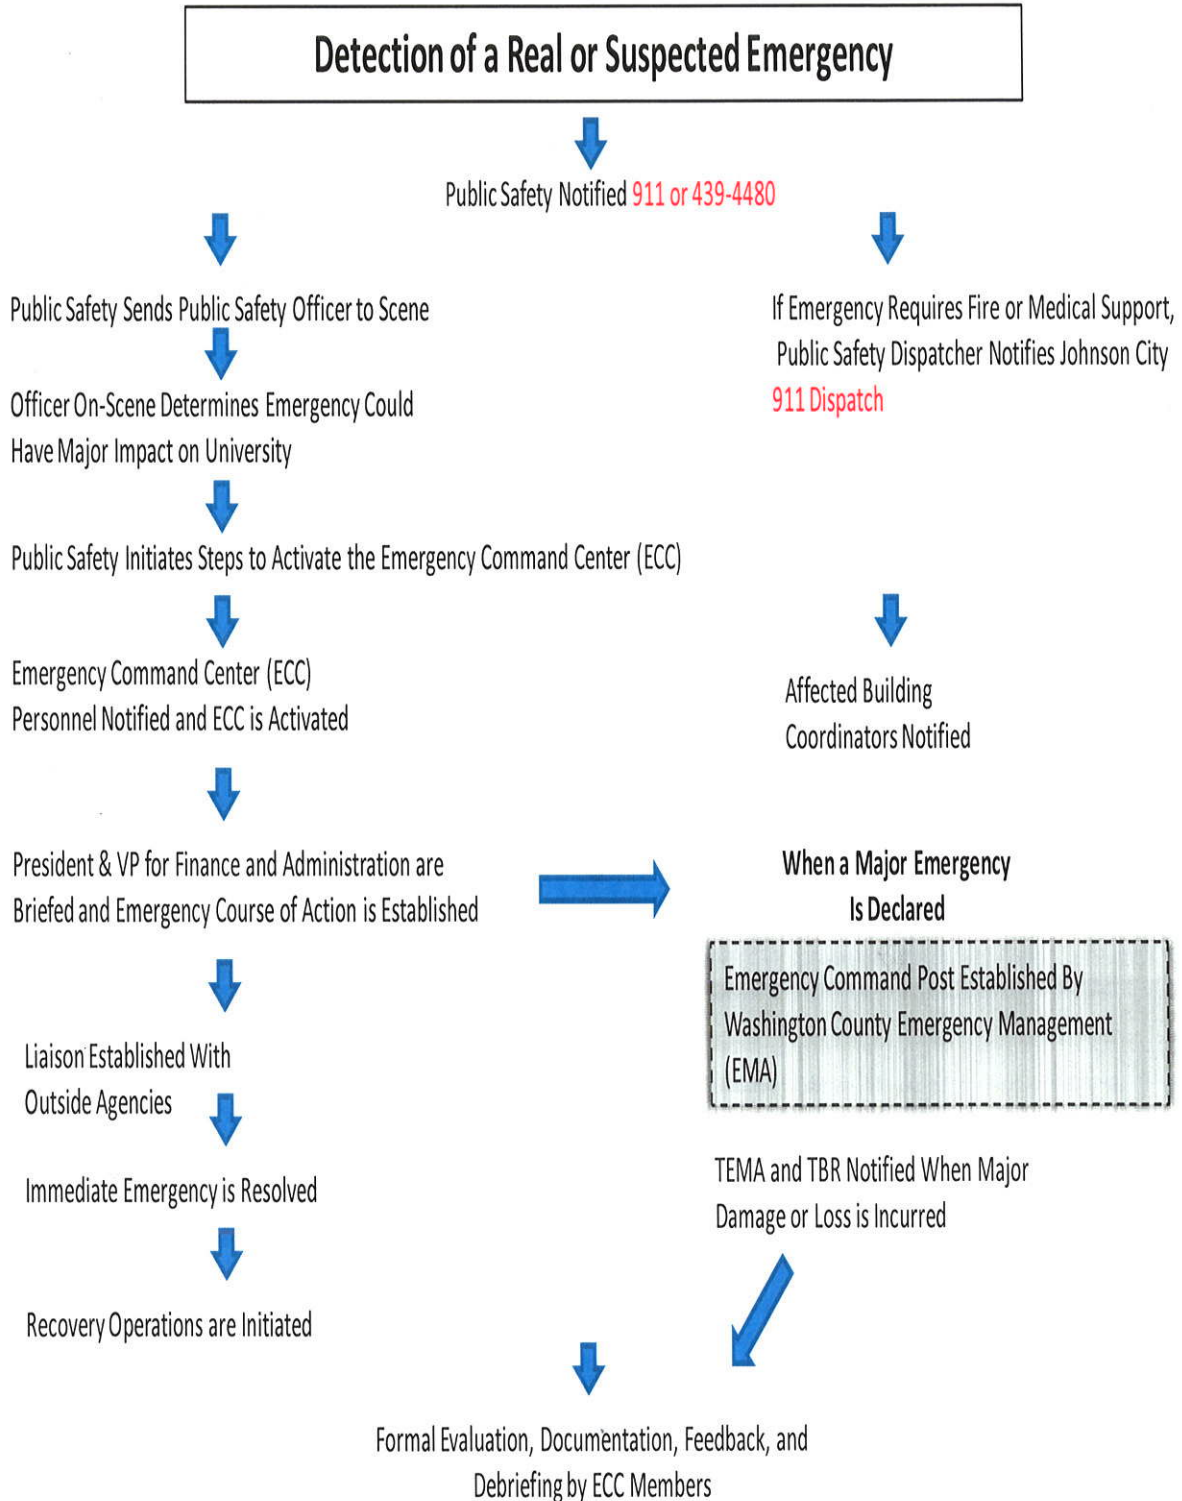 Detection of a Real or Suspected Emergency
Public Safety Notified 911 or 439-4480
Public Safety Sends Public Safety Officer to Scene
If Emergency Requires Fire or Medical Support,
Public Safety Dispatcher Notifies Johnson City
911 Dispatch
Officer On-Scene Determines Emergency Could
Have Major Impact on University
Public Safety Initiates Steps to Activate the Emergency Command Center (ECC)
Emergency Command Center (ECC)
Personnel Notified and ECC is Activated
Affected Building
Coordinators Notified
President & VP for Finance and Administration are
Briefed and Emergency Course of Action is Established
When a Major Emergency
Is Declared
Emergency Command Post Established By
Washington County Emergency Management
(EMA)
Liaison Established With
Outside Agencies
Immediate Emergency is Resolved
TEMA and TBR Notified When Major
Damage or Loss is Incurred
Recovery Operations are Initiated
Formal Evaluation, Documentation, Feedback, and
Debriefing by ECC Members